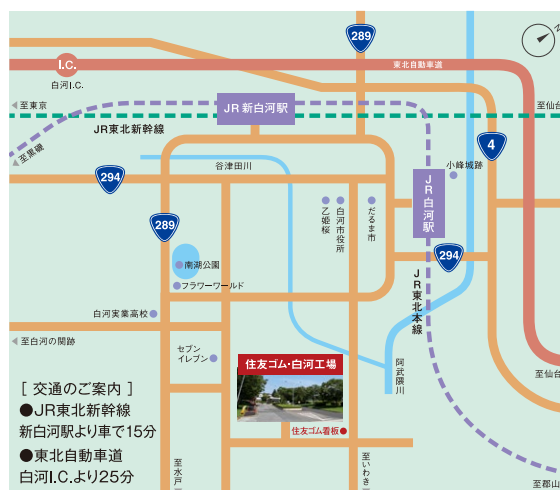 289
N
I.C.
白河I.C.
東北自動車道
至東京
JR新白河駅
至仙台
JR東北新幹線
至黒磯
4
谷津田川
小峰城跡
294
JR白河駅
289
乙姫桜
白河市役所
だるま市
294
南湖公園
フラワーワールド
JR東北本線
白河実業高校
至白河の関跡
セブン
イレブン
住友ゴム・白河工場
阿武隈川
至仙台
[ 交通のご案内 ]
●JR東北新幹線
新白河駅より車で15分
●東北自動車道
白河I.C.より25分
住友ゴム看板
至水戸
至いわき
至郡山